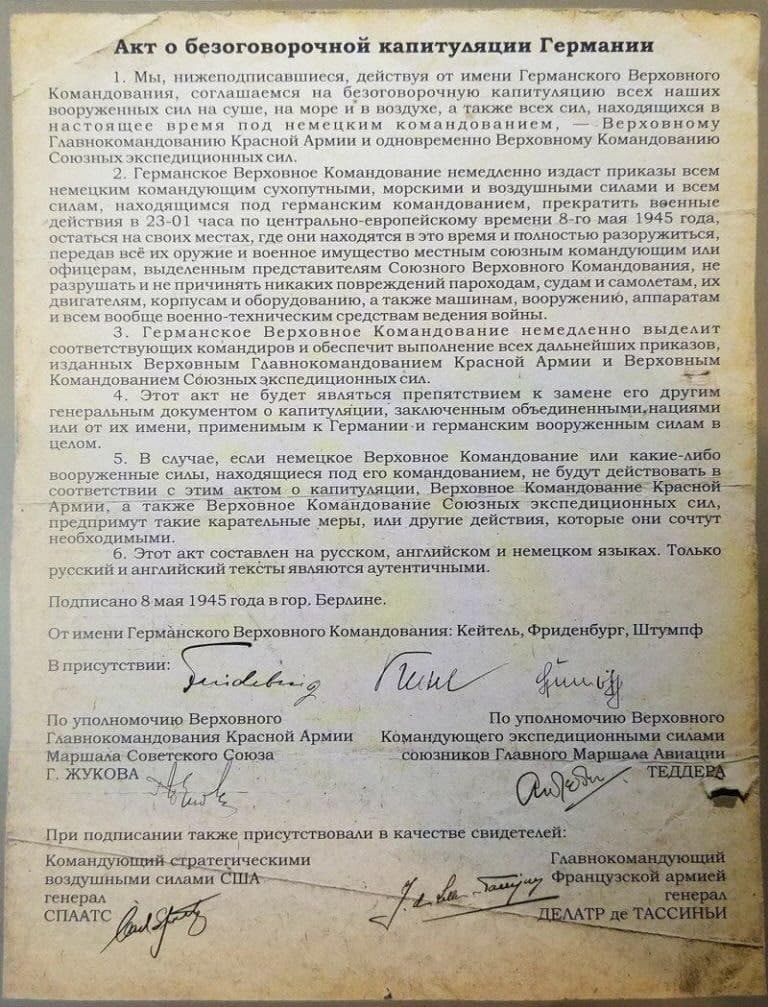 Акт о безоговорочной капитуляции Германии
1. Мы, нижеподписавшиеся, действуя от имени Германского Верховного
Командования, соглашаемся на безоговорочную капитуляцию всех наших
вооруженных сил на суше, на море и в воздухе, а также всех сил, находящихся в
настоящее время под немецким командованием, — Верховному
Главнокомандованию Красной Армии и одновременно Верховному Командованию
Союзных экспедиционных сил.
2. Германское Верховное Командование немедленно издаст приказы всем
немецким командующим сухопутными, морскими и воздушными силами и всем
силам, находящимся под германским командованием, прекратить военные
действия в 23-01 часа по центрально-европейскому времени 8-го мая 1945 года,
остаться на своих местах, где они находятся в это время и полностью разоружиться,
передав всё их оружие и военное имущество местным союзным командующим или
офицерам, выделенным представителям Союзного Верховного Командования, не
разрушать и не причинять никаких повреждений пароходам, судам и самолетам, их
двигателям, корпусам и оборудованию, а также машинам, вооружению, аппаратам
и всем вообще военно-техническим средствам ведения войны.
3. Германское Верховное Командование немедленно выделит
соответствующих командиров и обеспечит выполнение всех дальнейших приказов,
изданных Верховным Главнокомандованием Красной Армии и Верховным
Командованием Союзных экспедиционных сил.
4. Этот акт не будет являться препятствием к замене его другим
генеральным документом о капитуляции, заключенным объединенными нациями
или от их имени, применимым к Германии и германским вооруженным силам в
целом.
5. В случае, если немецкое Верховное Командование или какие-либо
вооруженные силы, находящиеся под его командованием, не будут действовать в
соответствии с этим актом о капитуляции, Верховное Командование Красной
Армии, а также Верховное Командование Союзных экспедиционных сил,
предпримут такие карательные меры, или другие действия, которые они сочтут
необходимыми.
6. Этот акт составлен на русском, английском и немецком языках. Только
русский и английский тексты являются аутентичными.
Подписано 8 мая 1945 года в гор. Берлине.
От имени Германского Верховного Командования: Кейтель, Фриденбург, Штумпф
В присутствии:
По уполномочию Верховного
Главнокомандования Красной Армии
Маршала Советского Союза
Г. ЖУКОВА
По уполномочию Верховного
Командующего экспедиционными силами
союзников Главного Маршала Авиации
ТЕДДЕРА
При подписании также присутствовали в качестве свидетелей:
Командующий стратегическими
воздушными силами США
генерал
СПААТС
Главнокомандующий
Французской армией
генерал
ДЕЛАТР де ТАССИНЬИ